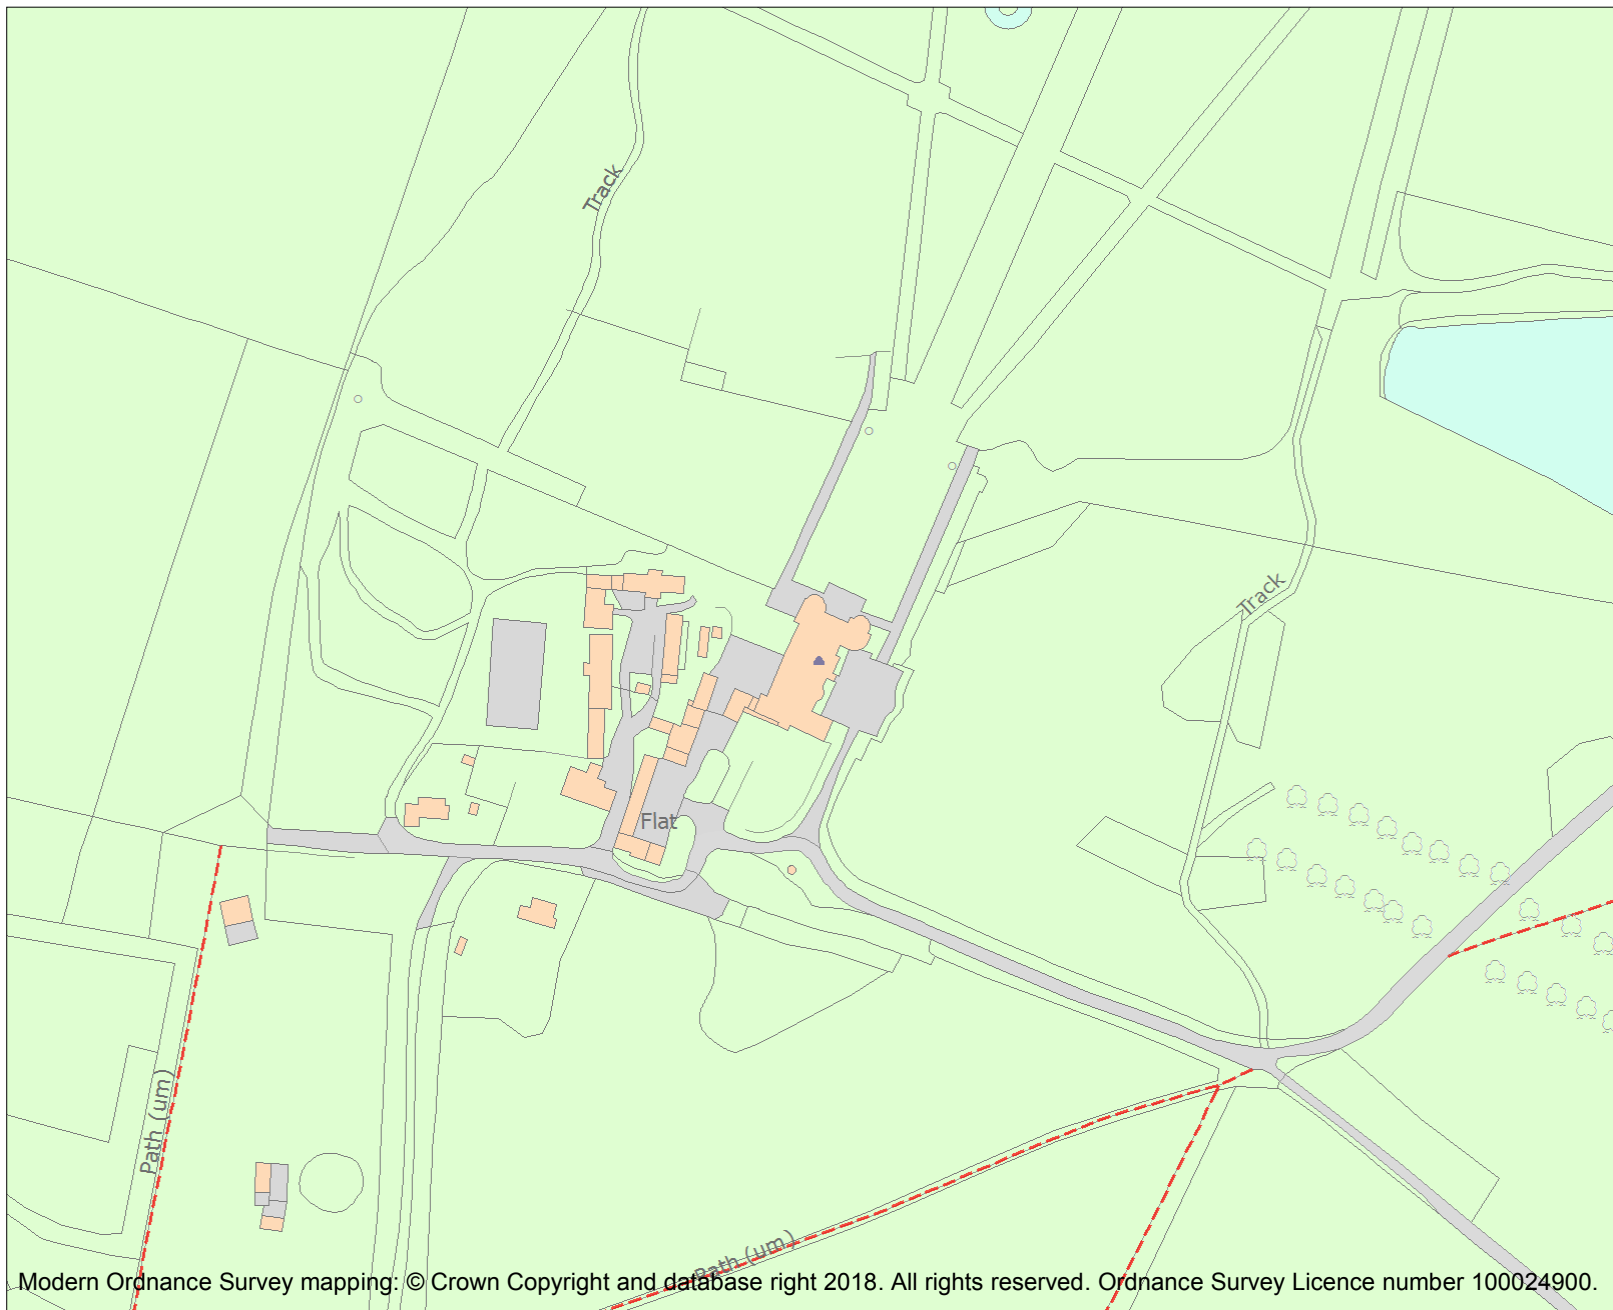 Track
Track
Flat
Path (um)
Path (um)
Modern Ordnance Survey mapping: © Crown Copyright and database right 2018. All rights reserved. Ordnance Survey Licence number 100024900.